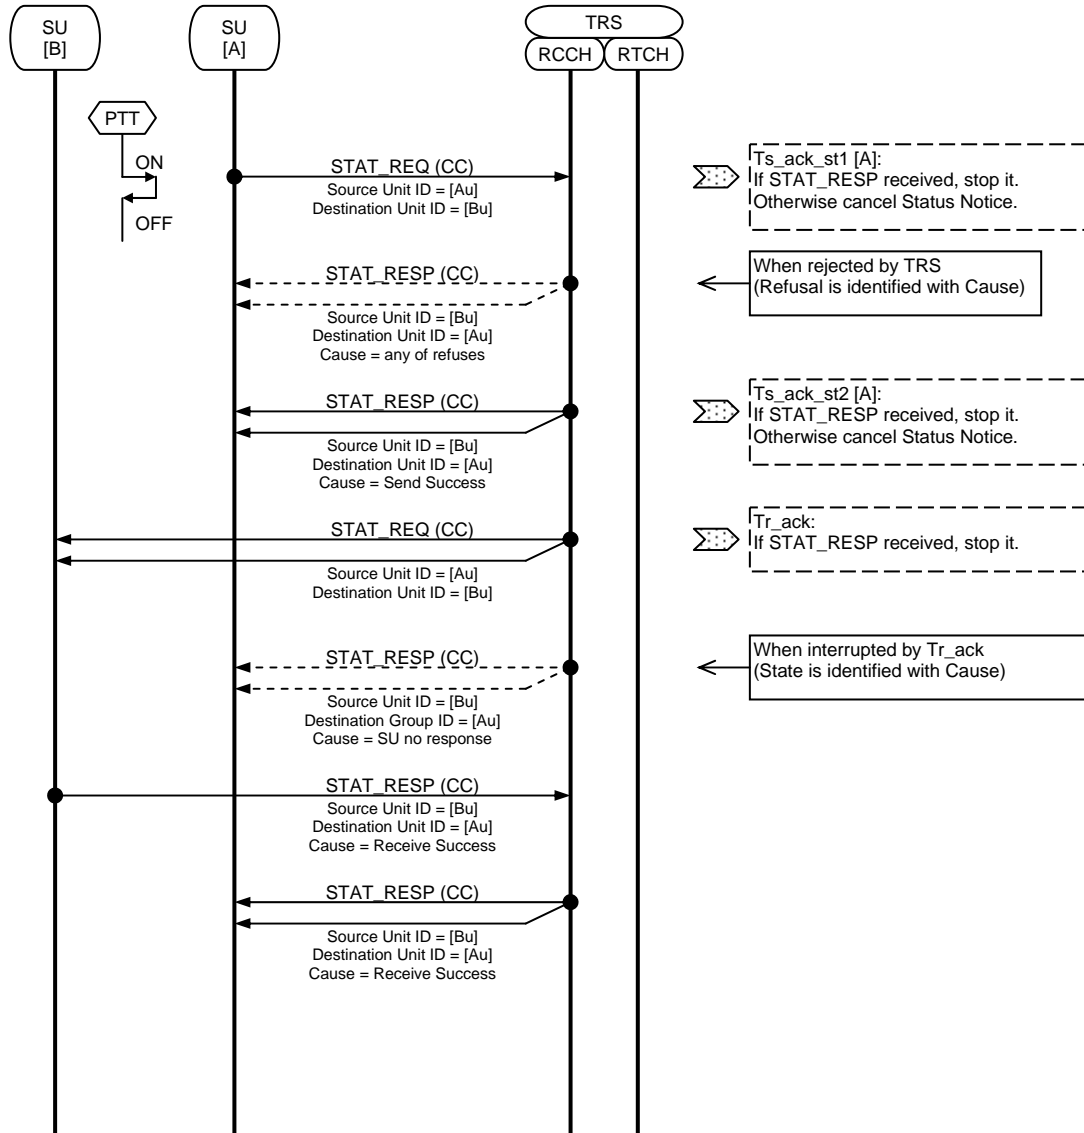 SU
[B]
SU
[A]
TRS
RCCH
RTCH
PTT
ON
OFF
STAT_REQ (CC)
Source Unit ID = [Au]
Destination Unit ID = [Bu]
Ts_ack_st1 [A]:
If STAT_RESP received, stop it.
Otherwise cancel Status Notice.
STAT_RESP (CC)
Source Unit ID = [Bu]
Destination Unit ID = [Au]
Cause = any of refuses
When rejected by TRS
(Refusal is identified with Cause)
STAT_RESP (CC)
Source Unit ID = [Bu]
Destination Unit ID = [Au]
Cause = Send Success
Ts_ack_st2 [A]:
If STAT_RESP received, stop it.
Otherwise cancel Status Notice.
STAT_REQ (CC)
Source Unit ID = [Au]
Destination Unit ID = [Bu]
Tr_ack:
If STAT_RESP received, stop it.
STAT_RESP (CC)
Source Unit ID = [Bu]
Destination Group ID = [Au]
Cause = SU no response
When interrupted by Tr_ack
(State is identified with Cause)
STAT_RESP (CC)
Source Unit ID = [Bu]
Destination Unit ID = [Au]
Cause = Receive Success
STAT_RESP (CC)
Source Unit ID = [Bu]
Destination Unit ID = [Au]
Cause = Receive Success